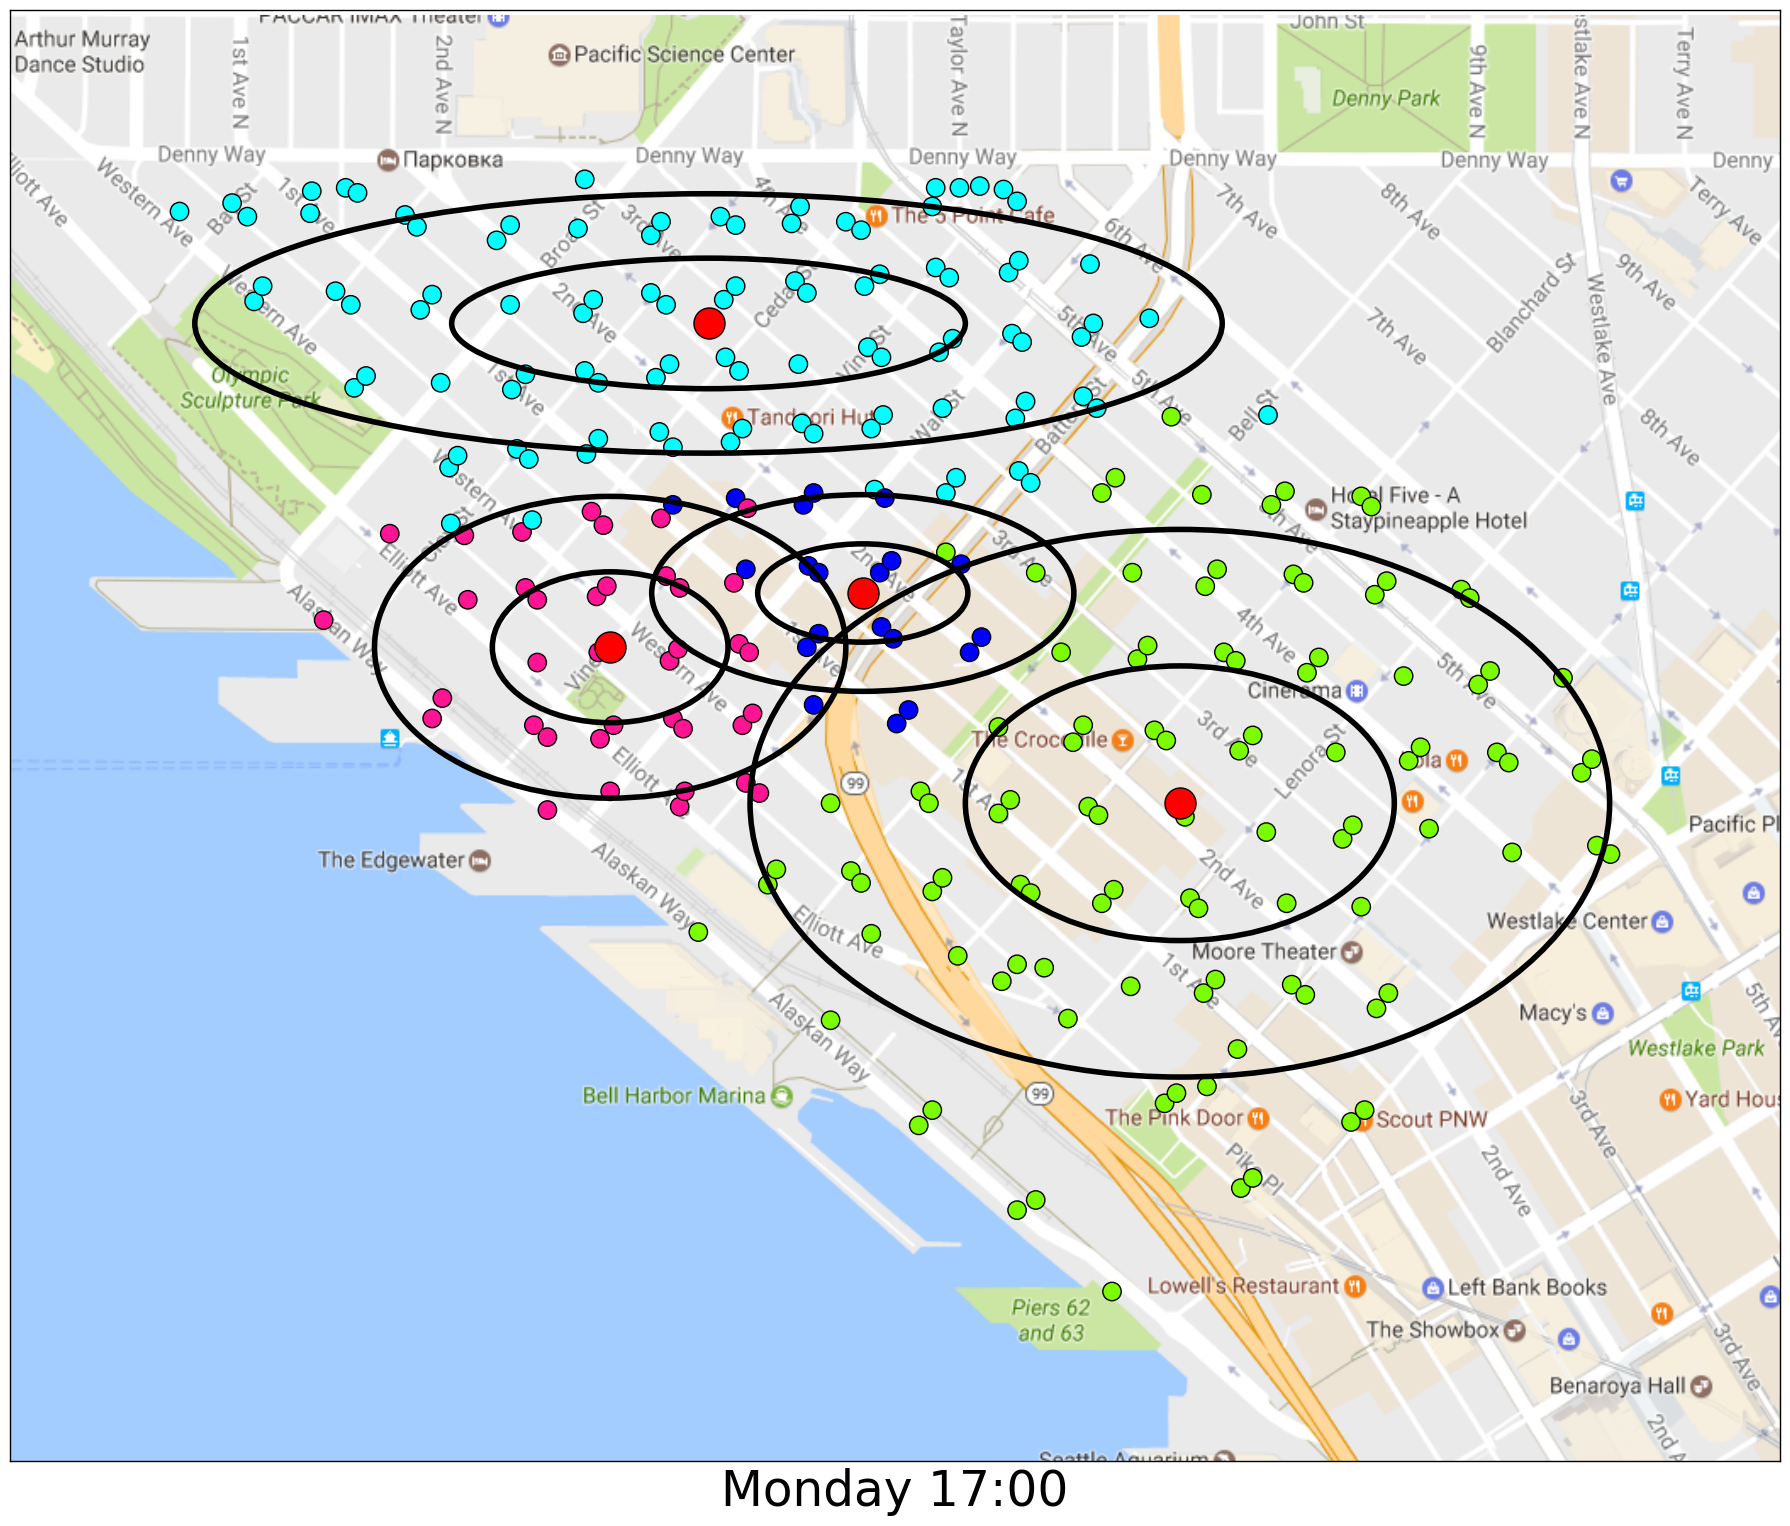 PACCAR IMAX Theater
John St
Arthur Murray
Dance Studio
1st Ave N
2nd Ave N
Pacific Science Center
Taylor Ave N
Denny Park
9th Ave N
Westlake Ave N
Terry Ave N
Denny Way
Парковка
Denny Way
Denny Way
Denny Way
Denny Way
Denny
Elliott Ave
Western Ave
1st Ave
Broad St
3rd Ave
4th Ave
The 5 Point Cafe
6th Ave
7th Ave
8th Ave
Terry Ave
9th Ave
Blanchard St
Westlake Ave
Western Ave
2nd Ave
Cedar St
Vine St
5th Ave
7th Ave
Olympic
Sculpture Park
1st Ave
Tandoori Hut
Wall St
Battery St
5th Ave
Bell St
8th Ave
Western Ave
Hotel Five - A
Staypineapple Hotel
6th Ave
Elliott Ave
2nd Ave
3rd Ave
Alaskan Way
Vine
Western Ave
1st Ave
4th Ave
5th Ave
Cinerama
The Crocodile
3rd Ave
Lenora St
Lola
Elliott Ave
99
1st Ave
Pacific Pl
The Edgewater
Alaskan Way
2nd Ave
Elliott Ave
Westlake Center
Moore Theater
1st Ave
Macy's
5th Ave
Alaskan Way
Westlake Park
Bell Harbor Marina
99
The Pink Door
Scout PNW
Yard House
3rd Ave
Pike Pl
2nd Ave
Lowell's Restaurant
Left Bank Books
Piers 62
and 63
The Showbox
3rd Ave
Benaroya Hall
2nd A
Seattle Aquarium
Monday 17:00